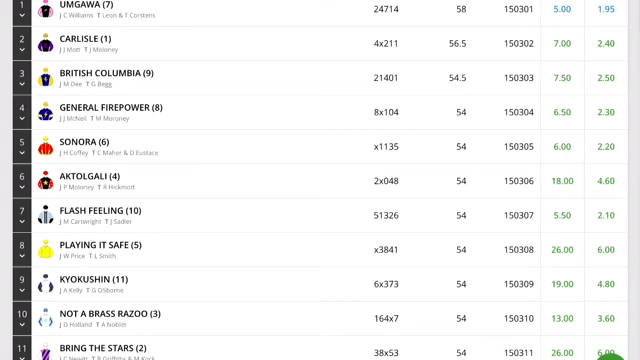 1 UMGAWA (7) 24714 58 150301 5.00 1.95
J C Williams T Leon & T Corstens
2 CARLISLE (1) 4x211 56.5 150302 7.00 2.40
J J Mott T J Moloney
3 BRITISH COLUMBIA (9) 21401 54.5 150303 7.50 2.50
J M Dee T G Begg
4 GENERAL FIREPOWER (8) 8x104 54 150304 6.50 2.30
J J McNeil T M Moroney
5 SONORA (6) x1135 54 150305 6.00 2.20
J H Coffey T C Maher & D Eustace
6 AKTOLGALI (4) 2x048 54 150306 18.00 4.60
J P Moloney T R Hickmott
7 FLASH FEELING (10) 51326 54 150307 5.50 2.10
J M Cartwright T J Sadler
8 PLAYING IT SAFE (5) x3841 54 150308 26.00 6.00
J W Price T L Smith
9 KYOKUSHIN (11) 6x373 54 150309 19.00 4.80
J A Kelly T G OSborne
10 NOT A BRASS RAZOO (3) 164x7 54 150310 13.00 3.60
J D Holland T A Noblet
11 BRING THE STARS (2) 38x53 54 150311 26.00 6.00
J C Newitt T R Griffiths & M Kock